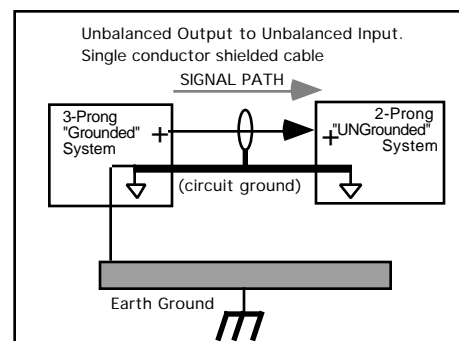 Unbalanced Output to Unbalanced Input.
Single conductor shielded cable
SIGNAL PATH
3-Prong
"Grounded"
System
+
2-Prong
+"UNGrounded"
System
(circuit ground)
Earth Ground